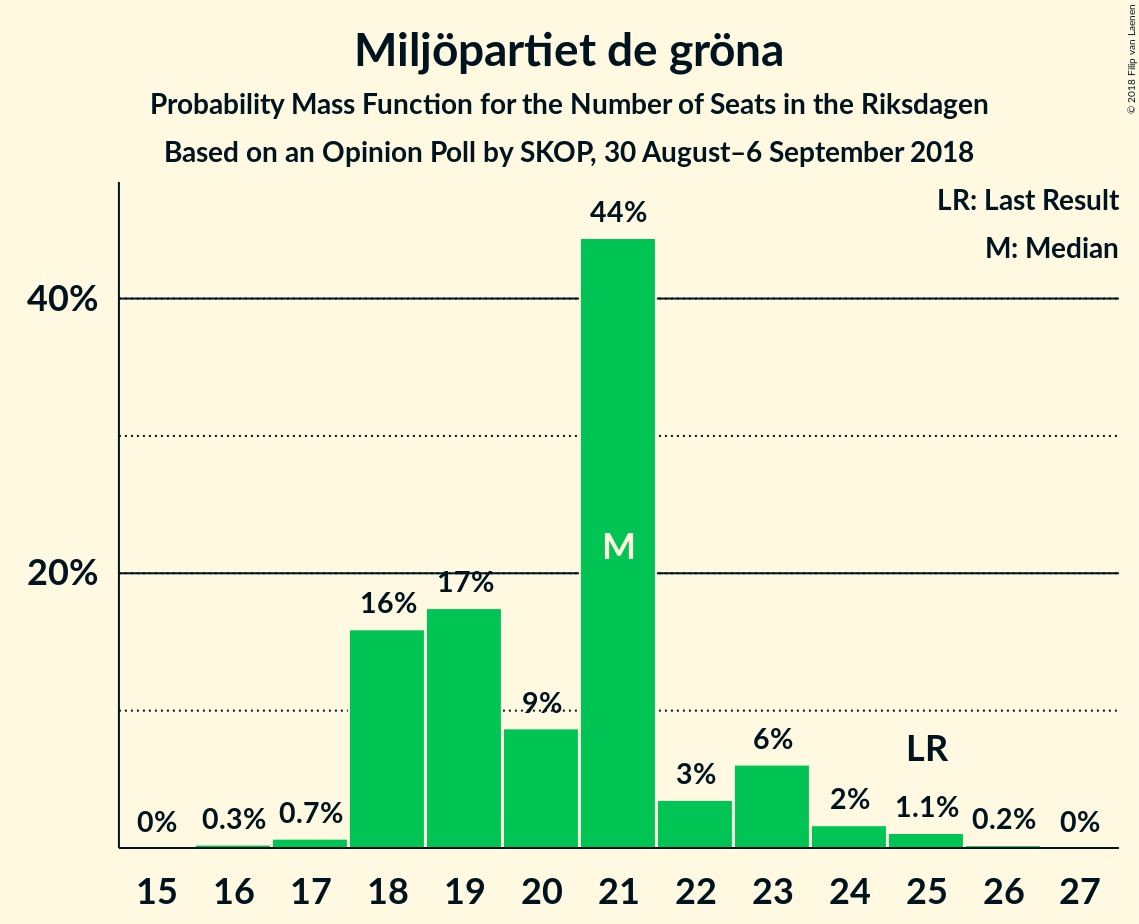 Miljöpartiet de gröna
Probability Mass Function for the Number of Seats in the Riksdagen
Based on an Opinion Poll by SKOP, 30 August–6 September 2018
© 2018 Filip van Laenen
LR: Last Result
M: Median
44%
40%
M
20%
17%
16%
9%
6%
LR
3%
2%
1.1%
0.7%
0.3%
0.2%
0%
0%
15 16 17 18 19 20 21 22 23 24 25 26 27